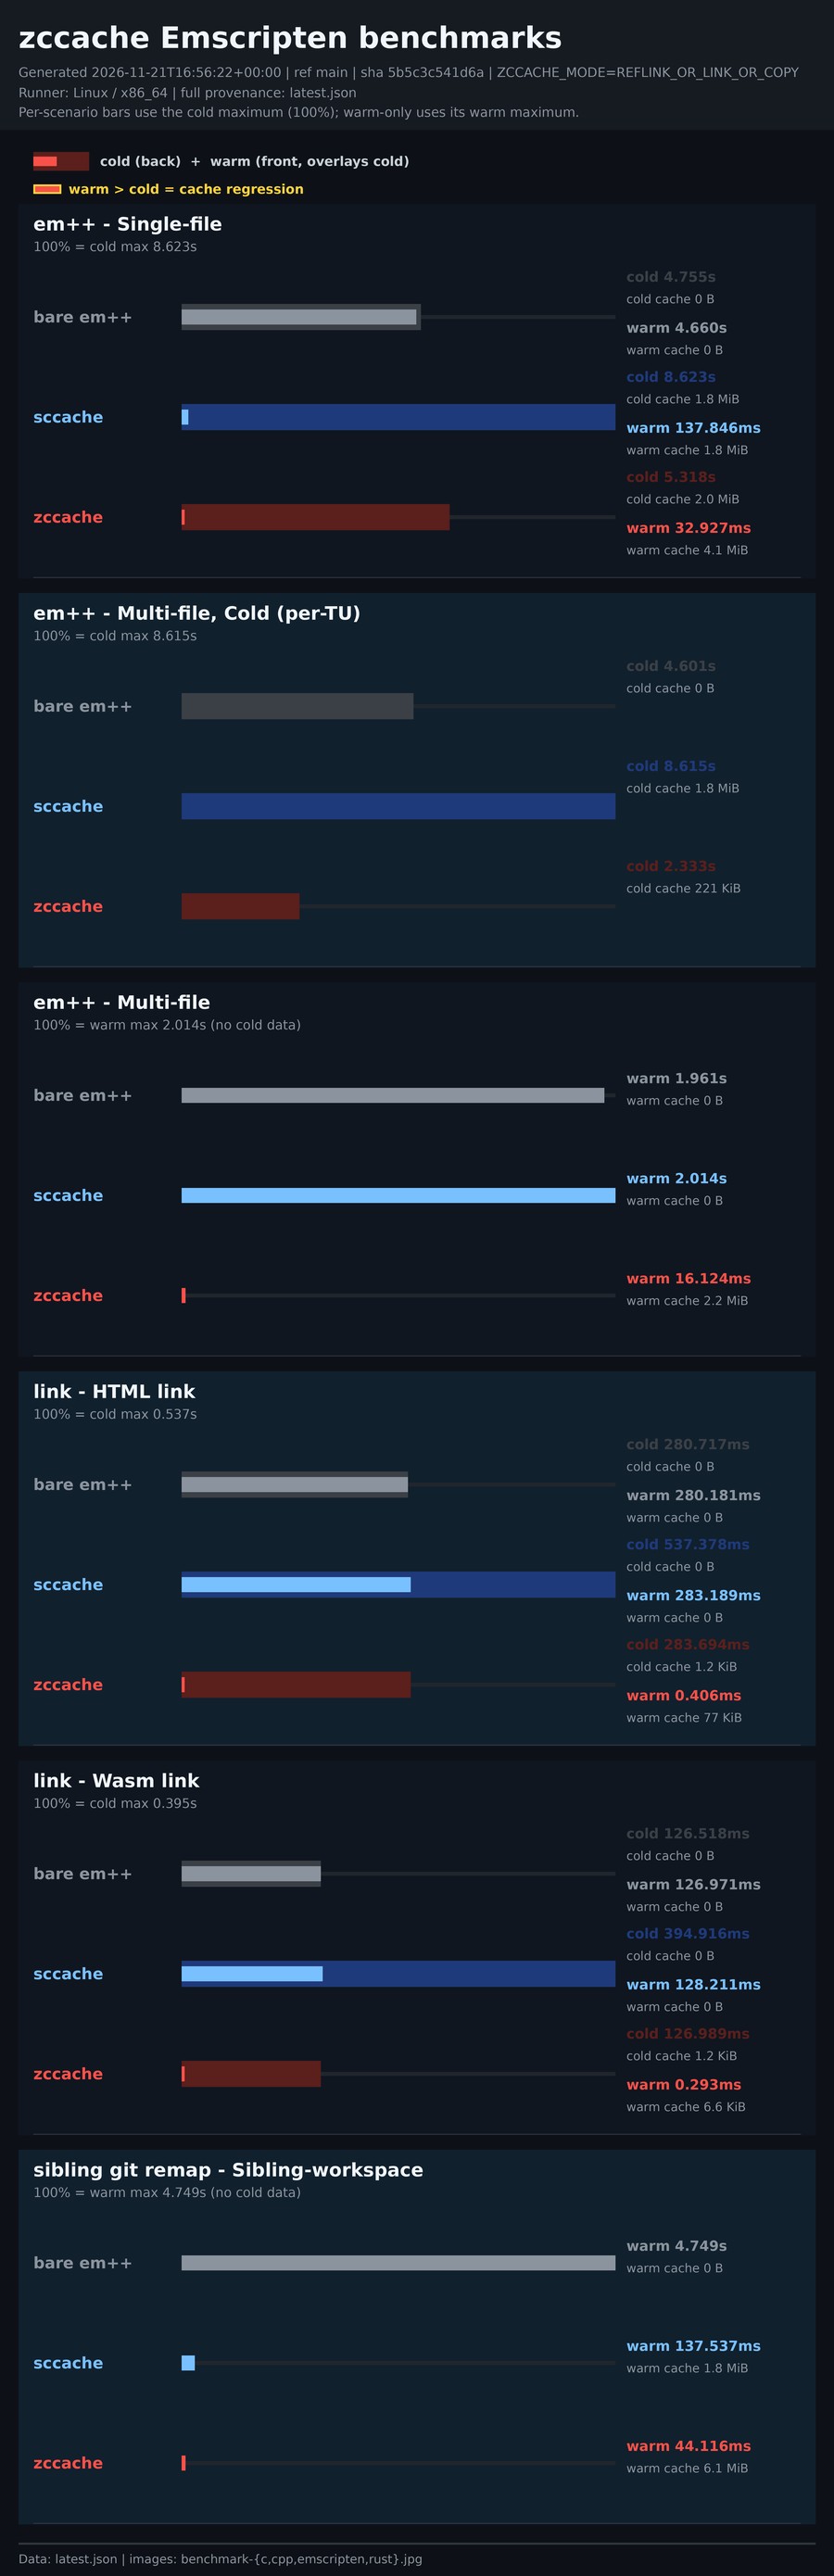 zccache Emscripten benchmarks
Generated 2026-11-21T16:56:22+00:00 | ref main | sha 5b5c3c541d6a | ZCCACHE_MODE=REFLINK_OR_LINK_OR_COPY
Runner: Linux / x86_64 | full provenance: latest.json
Per-scenario bars use the cold maximum (100%); warm-only uses its warm maximum.
cold (back) + warm (front, overlays cold)
warm > cold = cache regression
em++ - Single-file
100% = cold max 8.623s
cold 4.755s
cold cache 0 B
bare em++
warm 4.660s
warm cache 0 B
cold 8.623s
cold cache 1.8 MiB
sccache
warm 137.846ms
warm cache 1.8 MiB
cold 5.318s
cold cache 2.0 MiB
zccache
warm 32.927ms
warm cache 4.1 MiB
em++ - Multi-file, Cold (per-TU)
100% = cold max 8.615s
cold 4.601s
cold cache 0 B
bare em++
cold 8.615s
cold cache 1.8 MiB
sccache
cold 2.333s
cold cache 221 KiB
zccache
em++ - Multi-file
100% = warm max 2.014s (no cold data)
warm 1.961s
bare em++
warm cache 0 B
warm 2.014s
sccache
warm cache 0 B
warm 16.124ms
zccache
warm cache 2.2 MiB
link - HTML link
100% = cold max 0.537s
cold 280.717ms
cold cache 0 B
bare em++
warm 280.181ms
warm cache 0 B
cold 537.378ms
cold cache 0 B
sccache
warm 283.189ms
warm cache 0 B
cold 283.694ms
cold cache 1.2 KiB
zccache
warm 0.406ms
warm cache 77 KiB
link - Wasm link
100% = cold max 0.395s
cold 126.518ms
cold cache 0 B
bare em++
warm 126.971ms
warm cache 0 B
cold 394.916ms
cold cache 0 B
sccache
warm 128.211ms
warm cache 0 B
cold 126.989ms
cold cache 1.2 KiB
zccache
warm 0.293ms
warm cache 6.6 KiB
sibling git remap - Sibling-workspace
100% = warm max 4.749s (no cold data)
warm 4.749s
bare em++
warm cache 0 B
warm 137.537ms
sccache
warm cache 1.8 MiB
warm 44.116ms
zccache
warm cache 6.1 MiB
Data: latest.json | images: benchmark-{c,cpp,emscripten,rust}.jpg